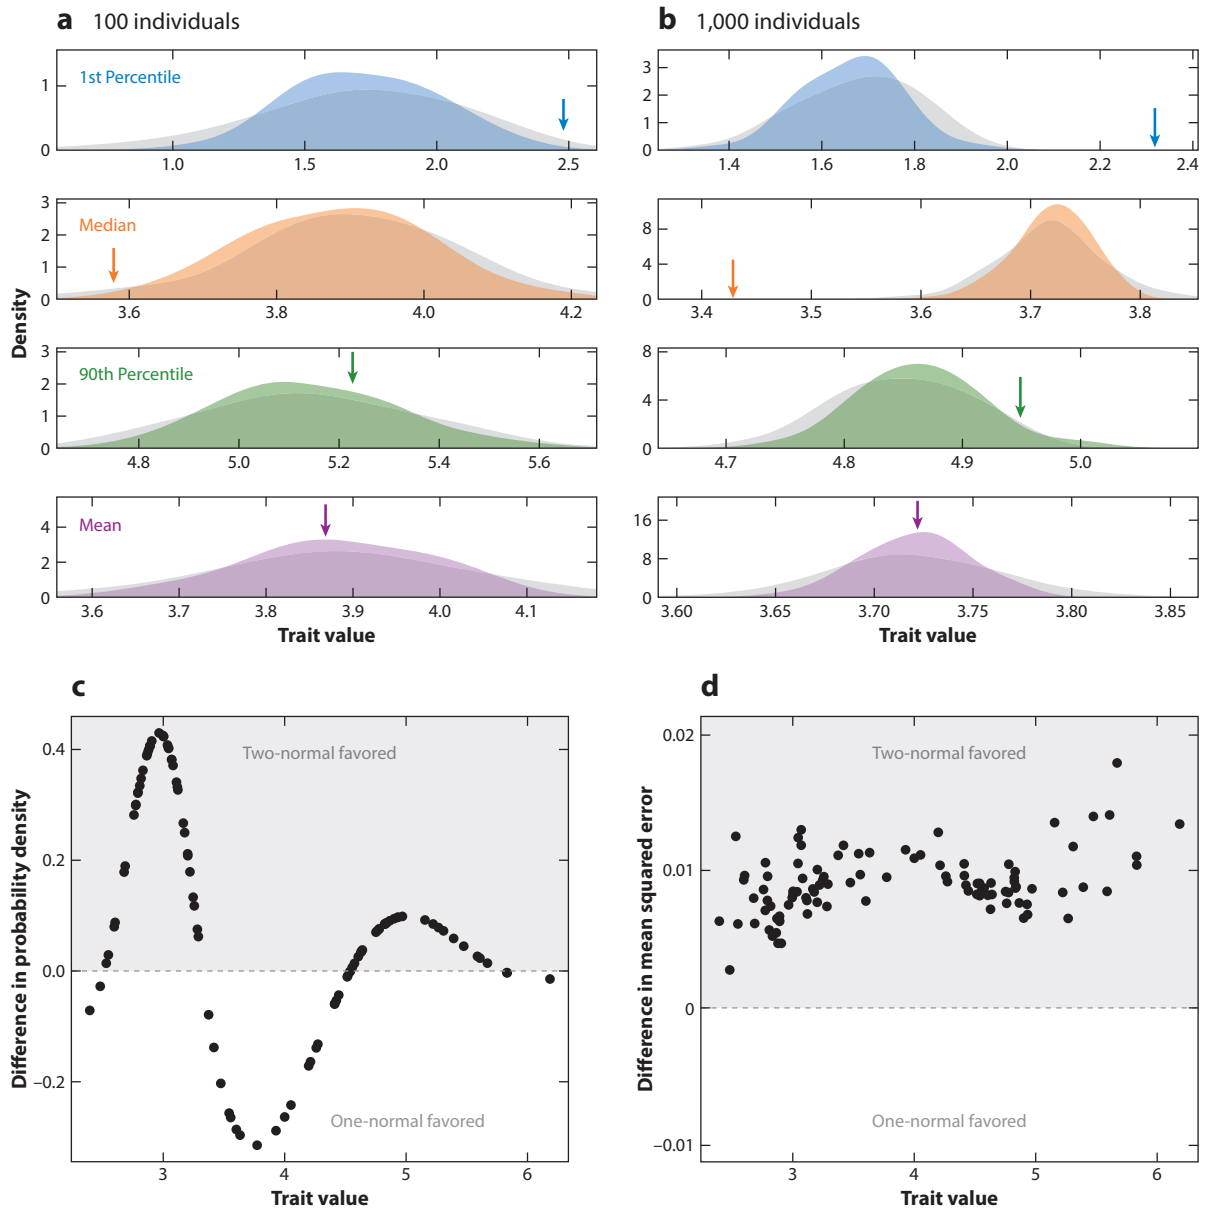 a 100 individuals
b 1,000 individuals
Density
1st Percentile
1
0
1.0 1.5 2.0 2.5
3
2
1
0
1.4 1.6 1.8 2.0 2.2 2.4
Median
3
2
1
0
3.6 3.8 4.0 4.2
8
4
0
3.4 3.5 3.6 3.7 3.8
90th Percentile
3
2
1
0
4.8 5.0 5.2 5.4 5.6
8
4
0
4.7 4.8 4.9 5.0
Mean
4
2
0
3.6 3.7 3.8 3.9 4.0 4.1
Trait value
16
8
0
3.60 3.65 3.70 3.75 3.80 3.85
Trait value
c
Difference in probability density
0.4
0.2
0.0
−0.2
Two-normal favored
One-normal favored
3 4 5 6
Trait value
d
Difference in mean squared error
0.02
0.01
0
−0.01
Two-normal favored
One-normal favored
3 4 5 6
Trait value